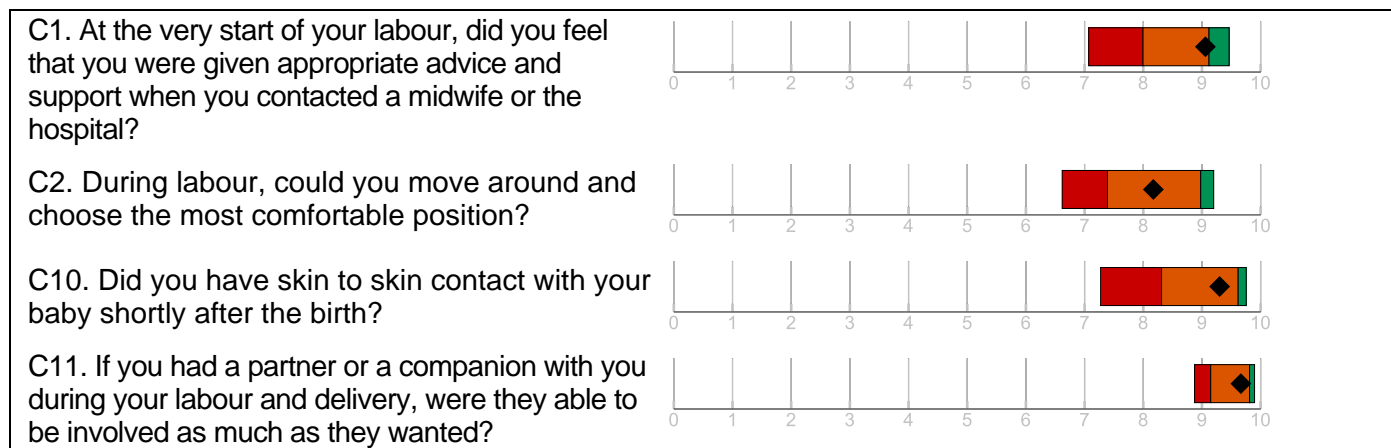 C1. At the very start of your labour, did you feel
that you were given appropriate advice and
support when you contacted a midwife or the
hospital?
0 1 2 3 4 5 6 7 8 9 10
C2. During labour, could you move around and
choose the most comfortable position?
0 1 2 3 4 5 6 7 8 9 10
C10. Did you have skin to skin contact with your
baby shortly after the birth?
0 1 2 3 4 5 6 7 8 9 10
C11. If you had a partner or a companion with you
during your labour and delivery, were they able to
be involved as much as they wanted?
0 1 2 3 4 5 6 7 8 9 10